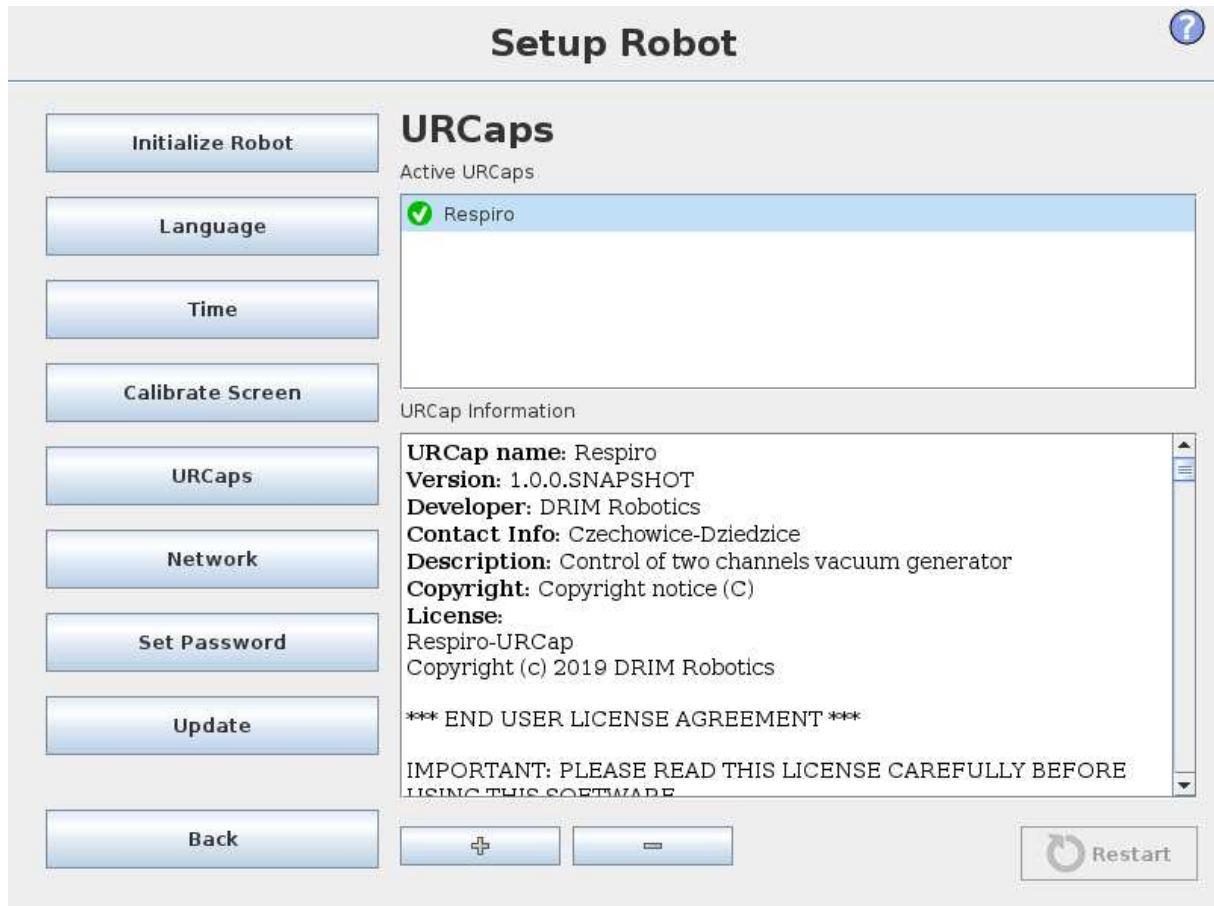 Setup Robot
?
Initialize Robot
Language
Time
Calibrate Screen
URCaps
Network
Set Password
Update
Back
URCaps
Active URCaps
Respiro
URCap Information
URCap name: Respiro
Version: 1.0.0.SNAPSHOT
Developer: DRIM Robotics
Contact Info: Czechowice-Dziedzice
Description: Control of two channels vacuum generator
Copyright: Copyright notice (C)
License:
Respiro-URCap
Copyright (c) 2019 DRIM Robotics
*** END USER LICENSE AGREEMENT ***
IMPORTANT: PLEASE READ THIS LICENSE CAREFULLY BEFORE
USING THIS SOFTWARE
Restart